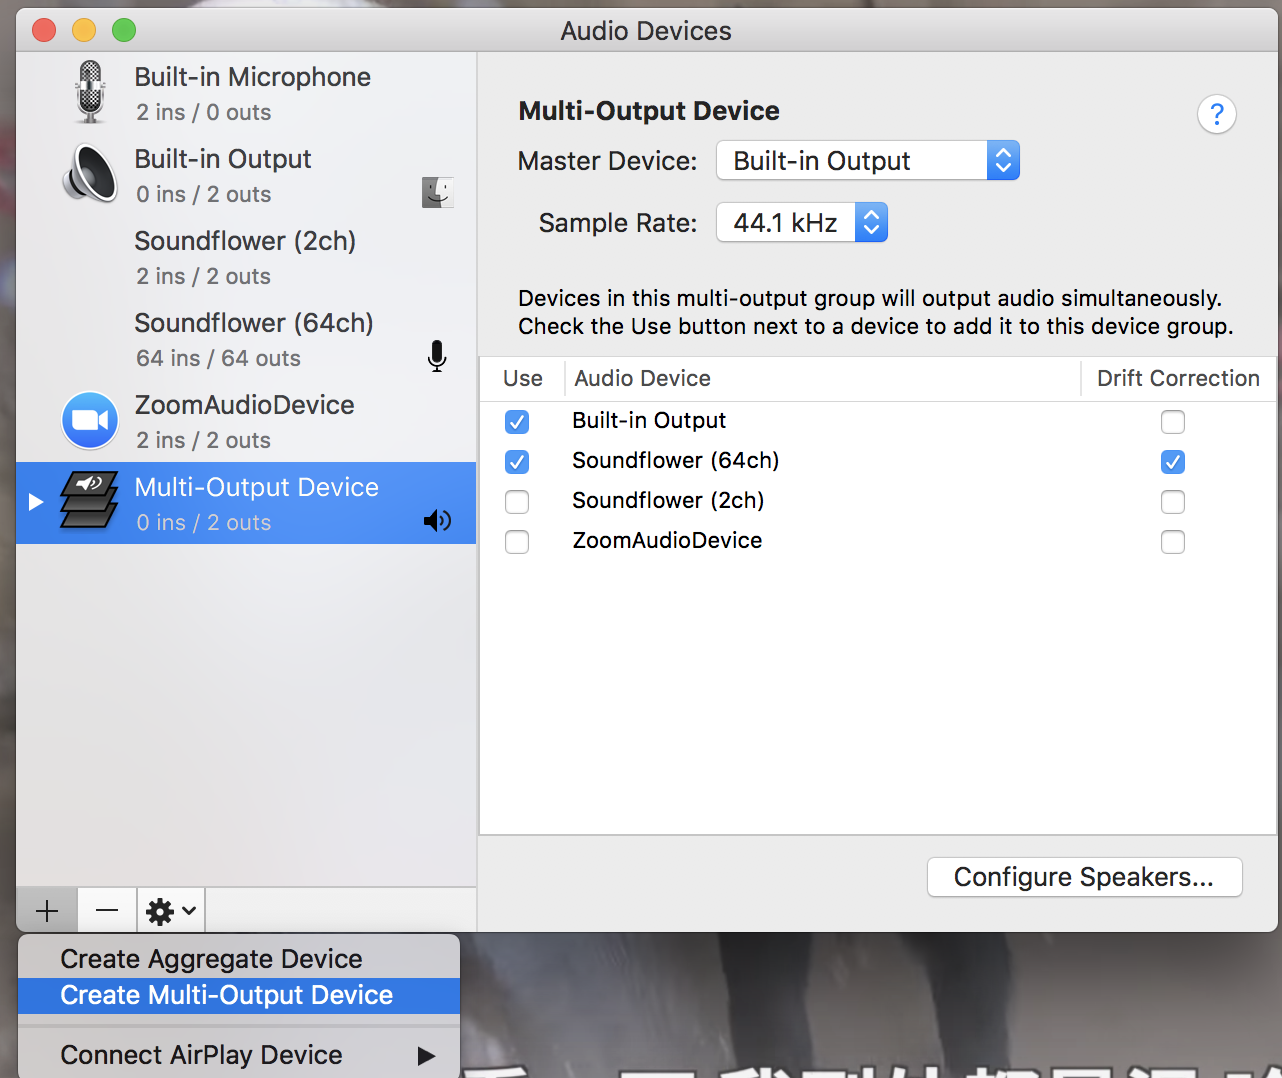 Audio Devices
Built-in Microphone
2 ins / 0 outs
Built-in Output
0 ins / 2 outs
Soundflower (2ch)
2 ins / 2 outs
Soundflower (64ch)
64 ins / 64 outs
ZoomAudioDevice
2 ins / 2 outs
Multi-Output Device
0 ins / 2 outs
Multi-Output Device
?
Master Device: Built-in Output
Sample Rate: 44.1 kHz
Devices in this multi-output group will output audio simultaneously.
Check the Use button next to a device to add it to this device group.
Use Audio Device Drift Correction
Built-in Output
Soundflower (64ch)
Soundflower (2ch)
ZoomAudioDevice
Configure Speakers...
Create Aggregate Device
Create Multi-Output Device
Connect AirPlay Device